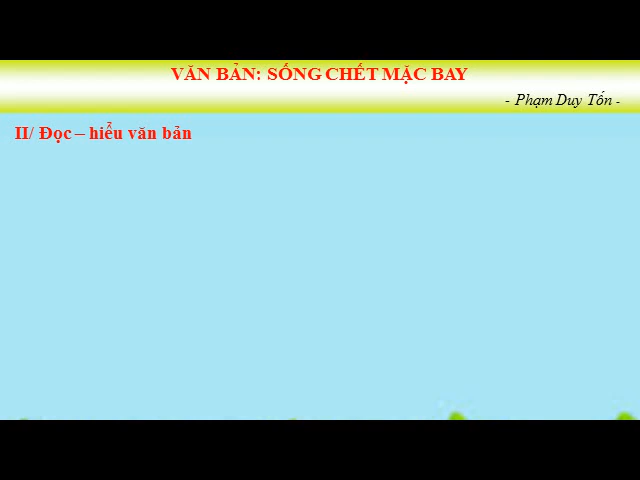 VĂN BẢN: SỐNG CHẾT MẶC BAY
- Phạm Duy Tốn -
II/ Đọc – hiểu văn bản